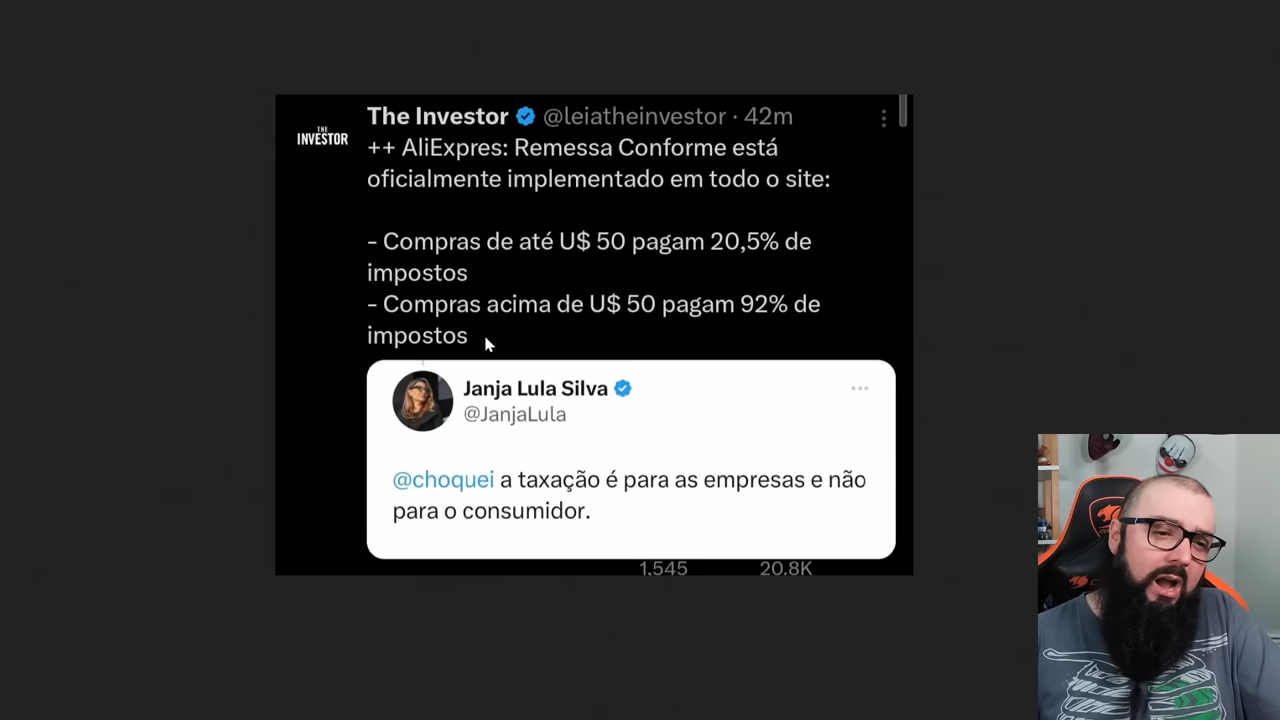 The Investor @leiatheinvestor · 42m
THE
INVESTOR
++ AliExpres: Remessa Conforme está
oficialmente implementado em todo o site:
- Compras de até U$ 50 pagam 20,5% de
impostos
- Compras acima de U$ 50 pagam 92% de
impostos
Janja Lula Silva
@JanjaLula
@choquei a taxação é para as empresas e não
para o consumidor.
1,545 20.8K